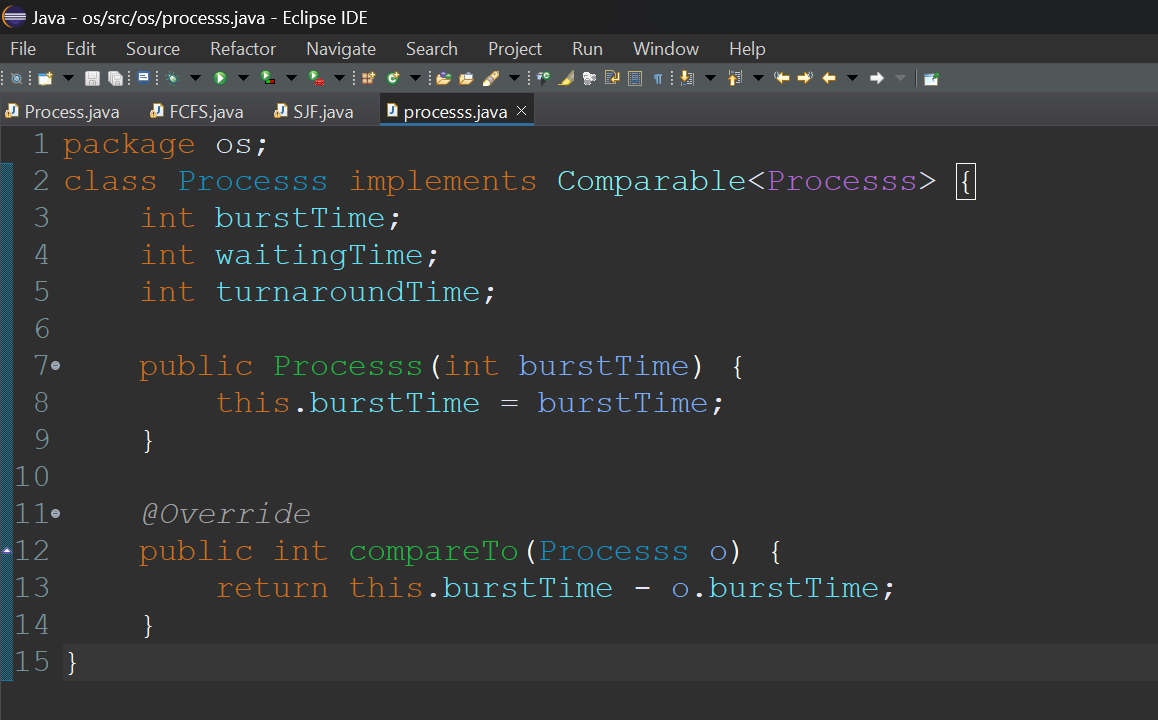 Java - os/src/os/processs.java - Eclipse IDE
File Edit Source Refactor Navigate Search Project Run Window Help
Process.java FCFS.java SJF.java processs.java
1 package os;
2 class Processs implements Comparable<Processs> {
3     int burstTime;
4     int waitingTime;
5     int turnaroundTime;
6
7     public Processs(int burstTime) {
8         this.burstTime = burstTime;
9     }
10
11     @Override
12     public int compareTo(Processs o) {
13         return this.burstTime - o.burstTime;
14     }
15 }